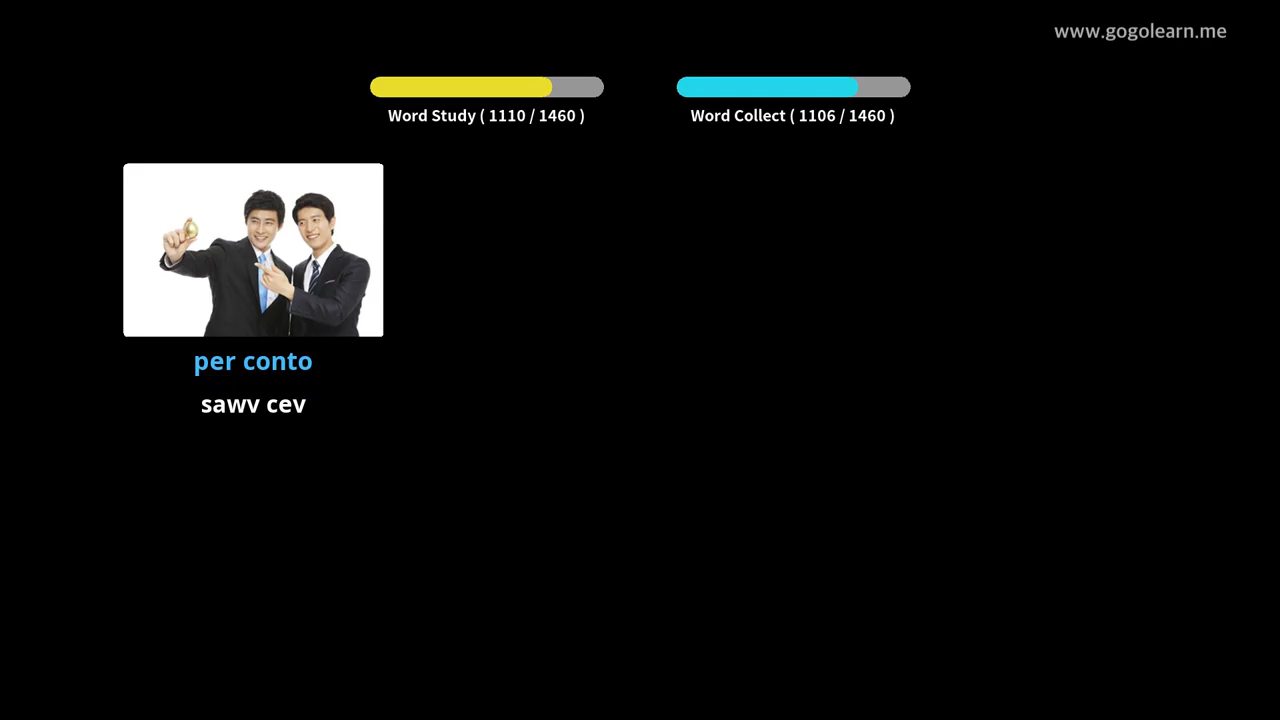 www.gogolearn.me
Word Study ( 1110 / 1460 )
Word Collect ( 1106 / 1460 )
per conto
sawv cev